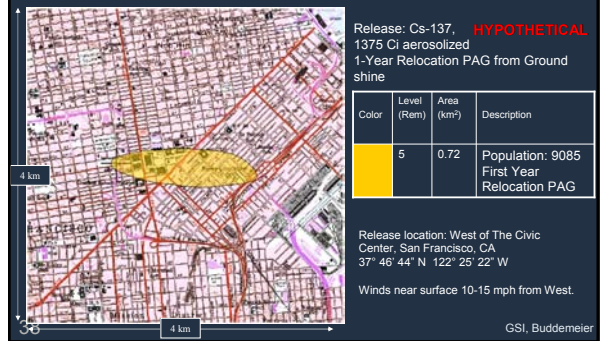 Release: Cs-137, HYPOTHETICAL
1375 Ci aerosolized
1-Year Relocation PAG from Ground
shine
Color
Level
(Rem)
Area
(km²)
Description
5
0.72
Population: 9085
First Year
Relocation PAG
4 km
Release location: West of The Civic
Center, San Francisco, CA
37° 46' 44" N 122° 25' 22" W
Winds near surface 10-15 mph from West.
38
4 km
GSI, Buddemeier